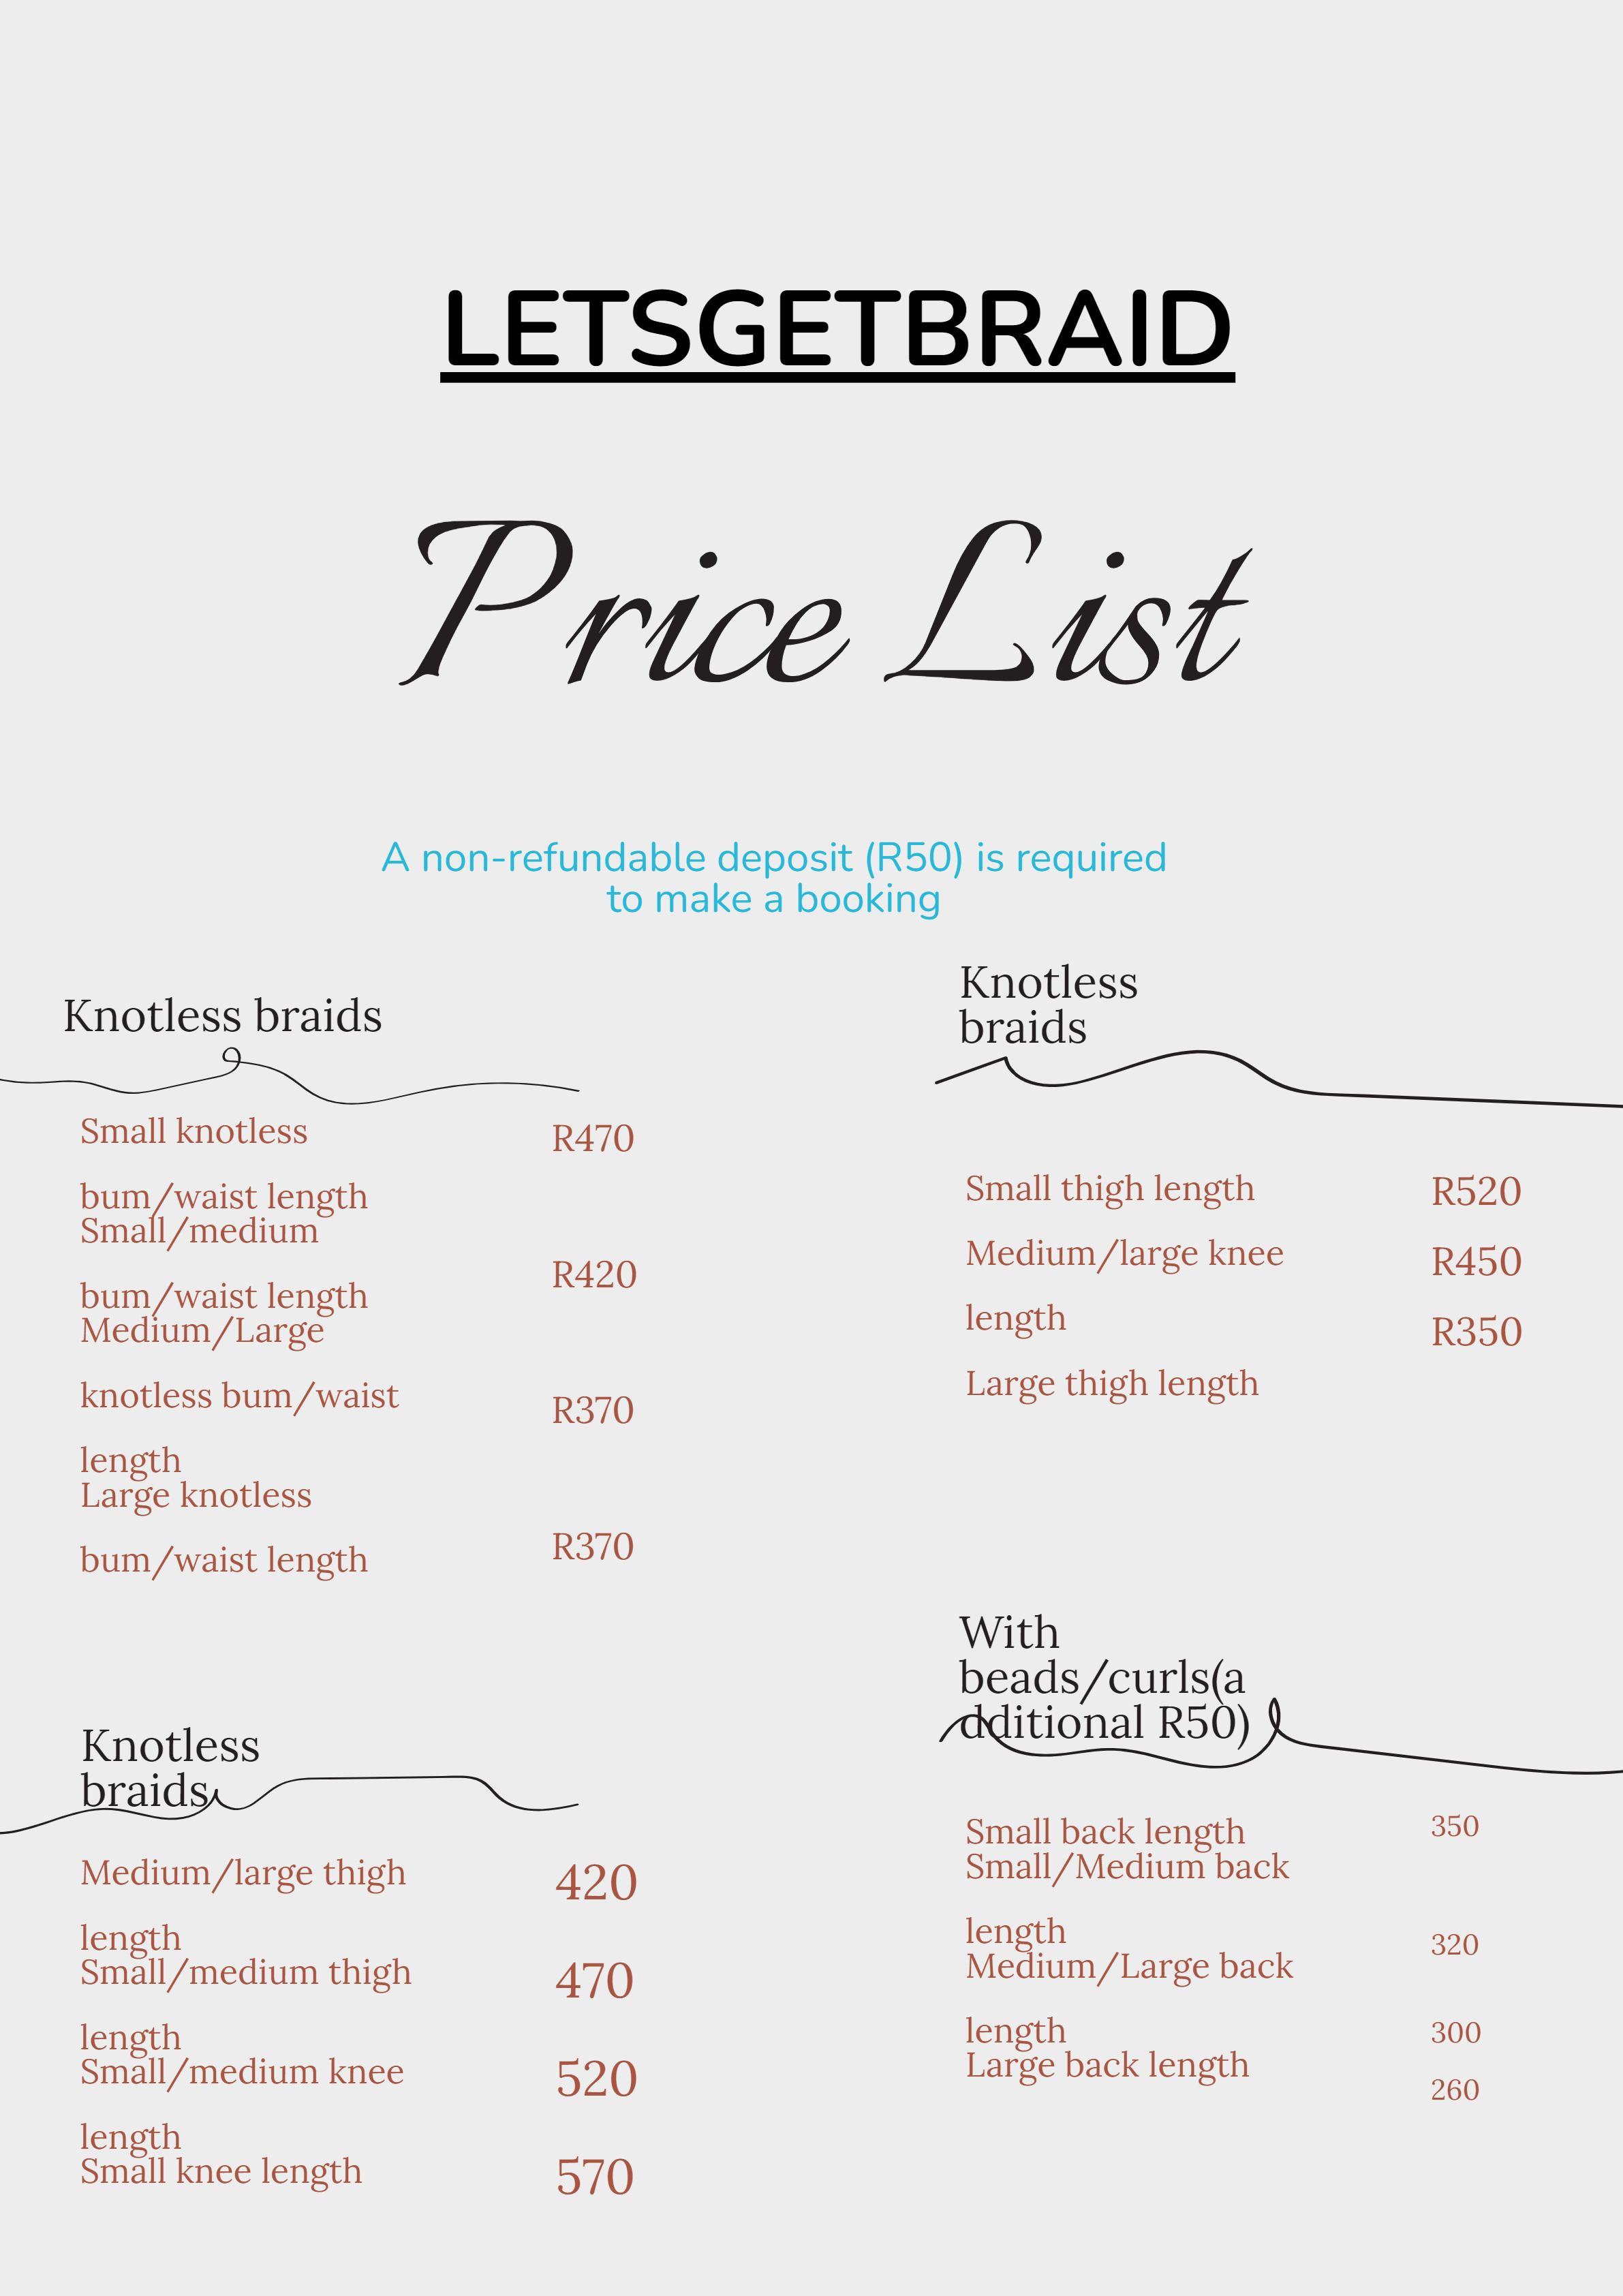 LETSGETBRAID
Price List
A non-refundable deposit (R50) is required
to make a booking
Knotless braids
Small knotless
R470
bum/waist length
Small/medium
R420
bum/waist length
Medium/Large
knotless bum/waist
R370
length
Large knotless
R370
bum/waist length
Knotless
braids
Small thigh length
R520
Medium/large knee
R450
length
R350
Large thigh length
Knotless
braids
Medium/large thigh
420
length
Small/medium thigh
470
length
Small/medium knee
520
length
Small knee length
570
With
beads/curls(a
dditional R50)
Small back length
350
Small/Medium back
length
320
Medium/Large back
length
300
Large back length
260